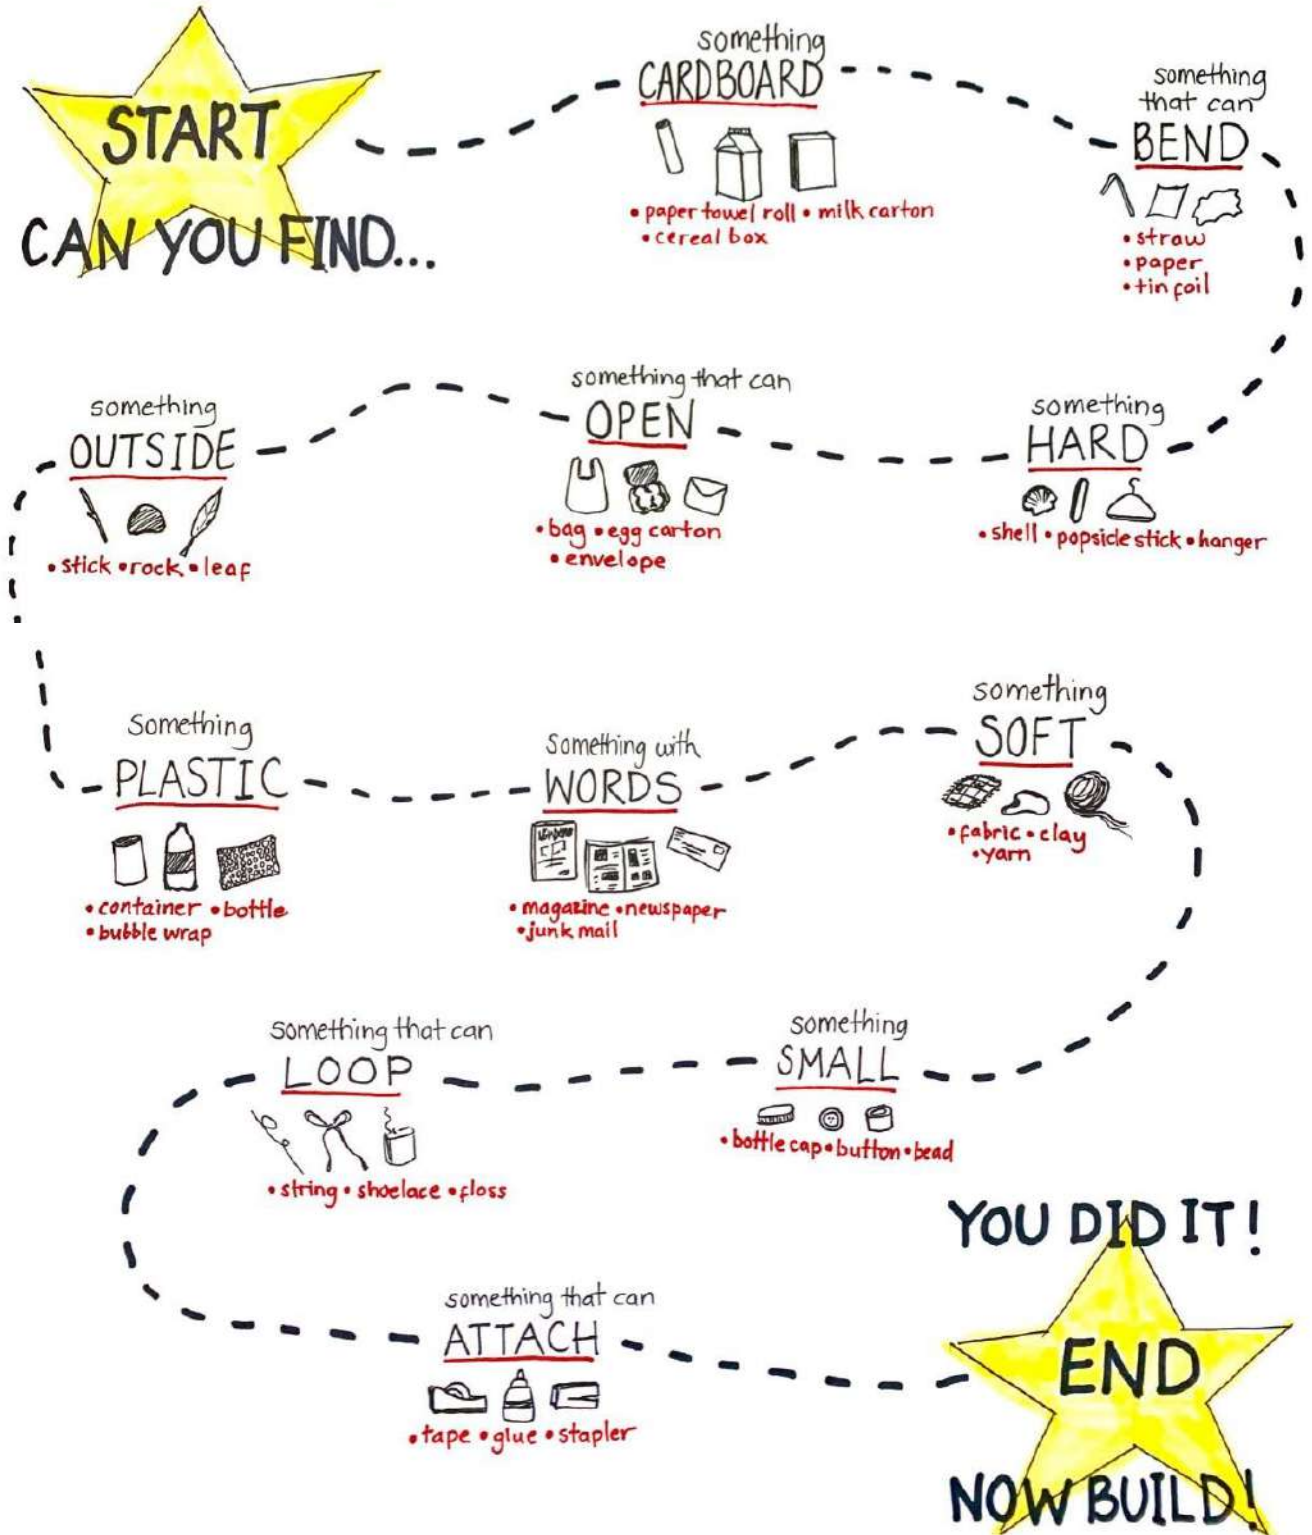 START
CAN YOU FIND...
something
CARDBOARD
• paper towel roll • milk carton
• cereal box
something
that can
BEND
• straw
• paper
• tin foil
something
HARD
• shell • popsicle stick • hanger
something that can
OPEN
• bag • egg carton
• envelope
something
OUTSIDE
• stick • rock • leaf
Something
PLASTIC
• container • bottle
• bubble wrap
Something with
WORDS
• magazine • newspaper
• junk mail
something
SOFT
• fabric • clay
• yarn
something
SMALL
• bottle cap • button • bead
something that can
LOOP
• string • shoelace • floss
something that can
ATTACH
• tape • glue • stapler
YOU DID IT!
END
NOW BUILD!